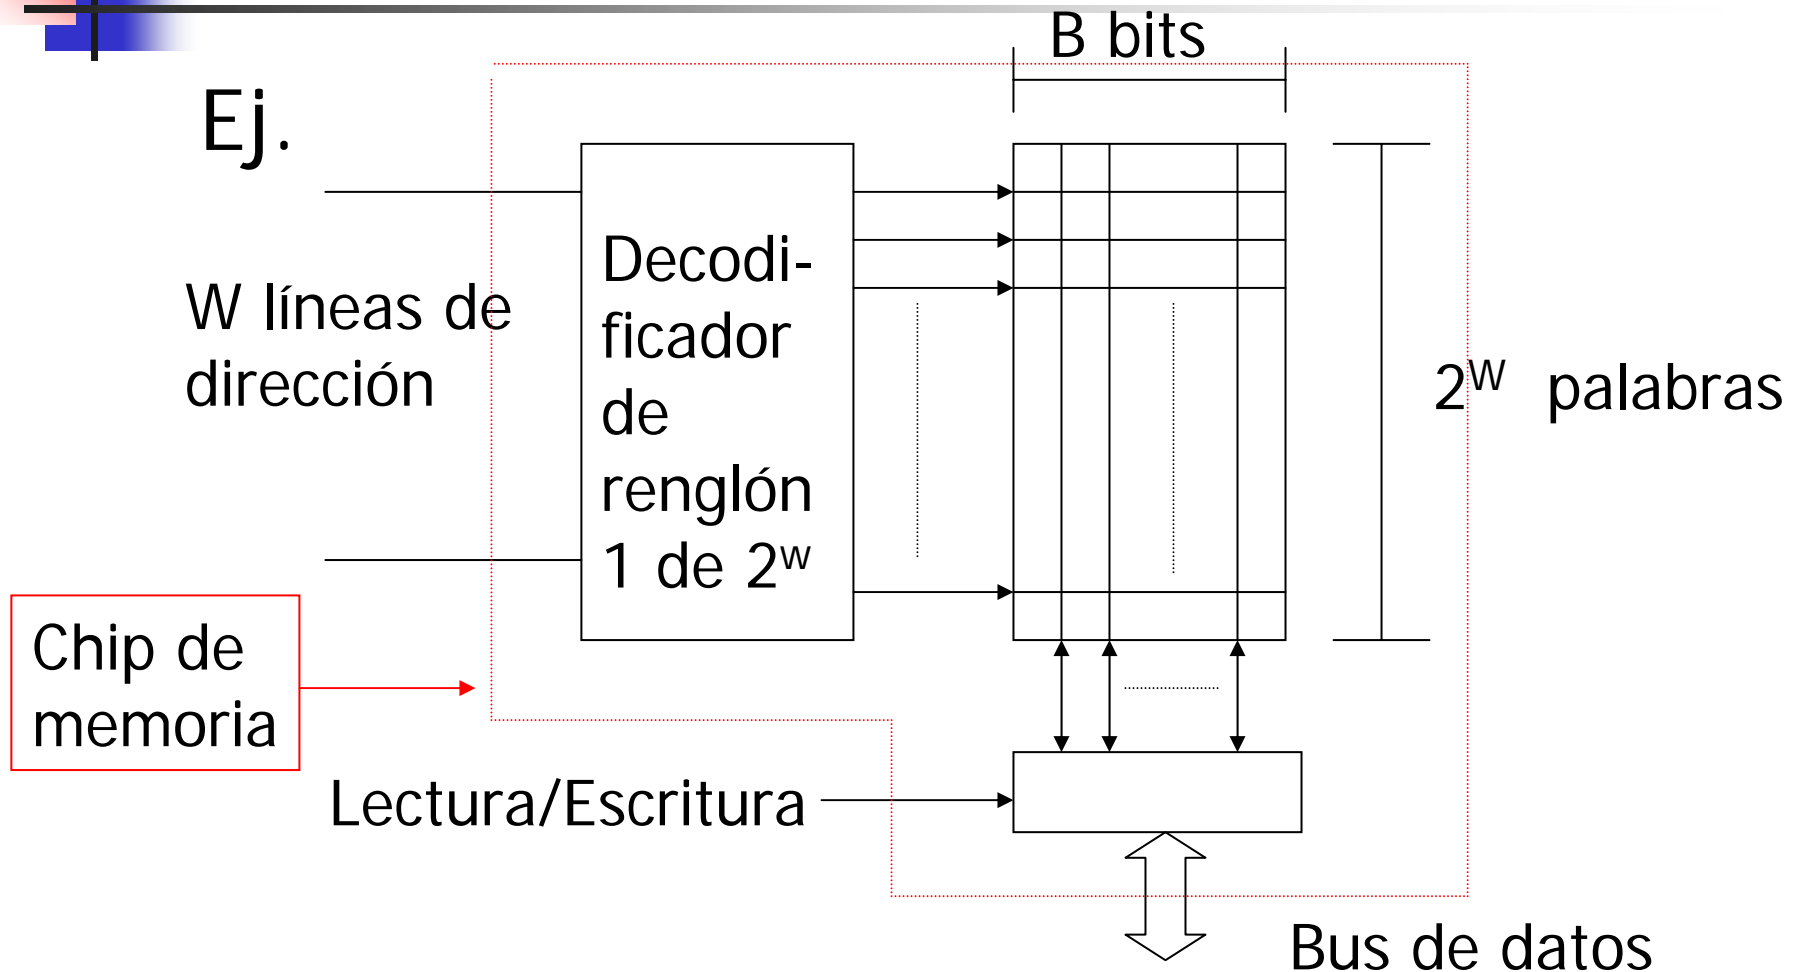 B bits
Ej.
W líneas de
dirección
Decodi-
ficador
de
renglón
1 de 2ᵂ
2ᵂ palabras
Chip de
memoria
Lectura/Escritura
Bus de datos